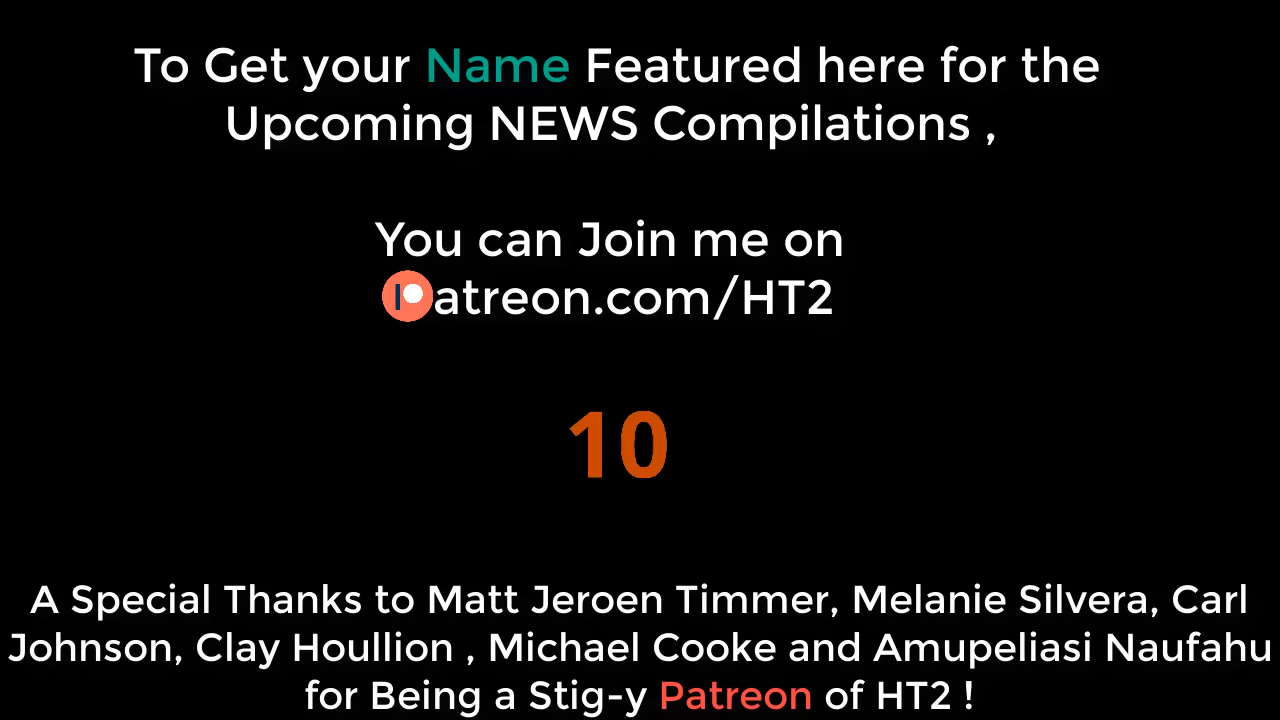 To Get your Name Featured here for the
Upcoming NEWS Compilations ,
You can Join me on
Patreon.com/HT2
10
A Special Thanks to Matt Jeroen Timmer, Melanie Silvera, Carl
Johnson, Clay Houllion , Michael Cooke and Amupeliasi Naufahu
for Being a Stig-y Patreon of HT2 !